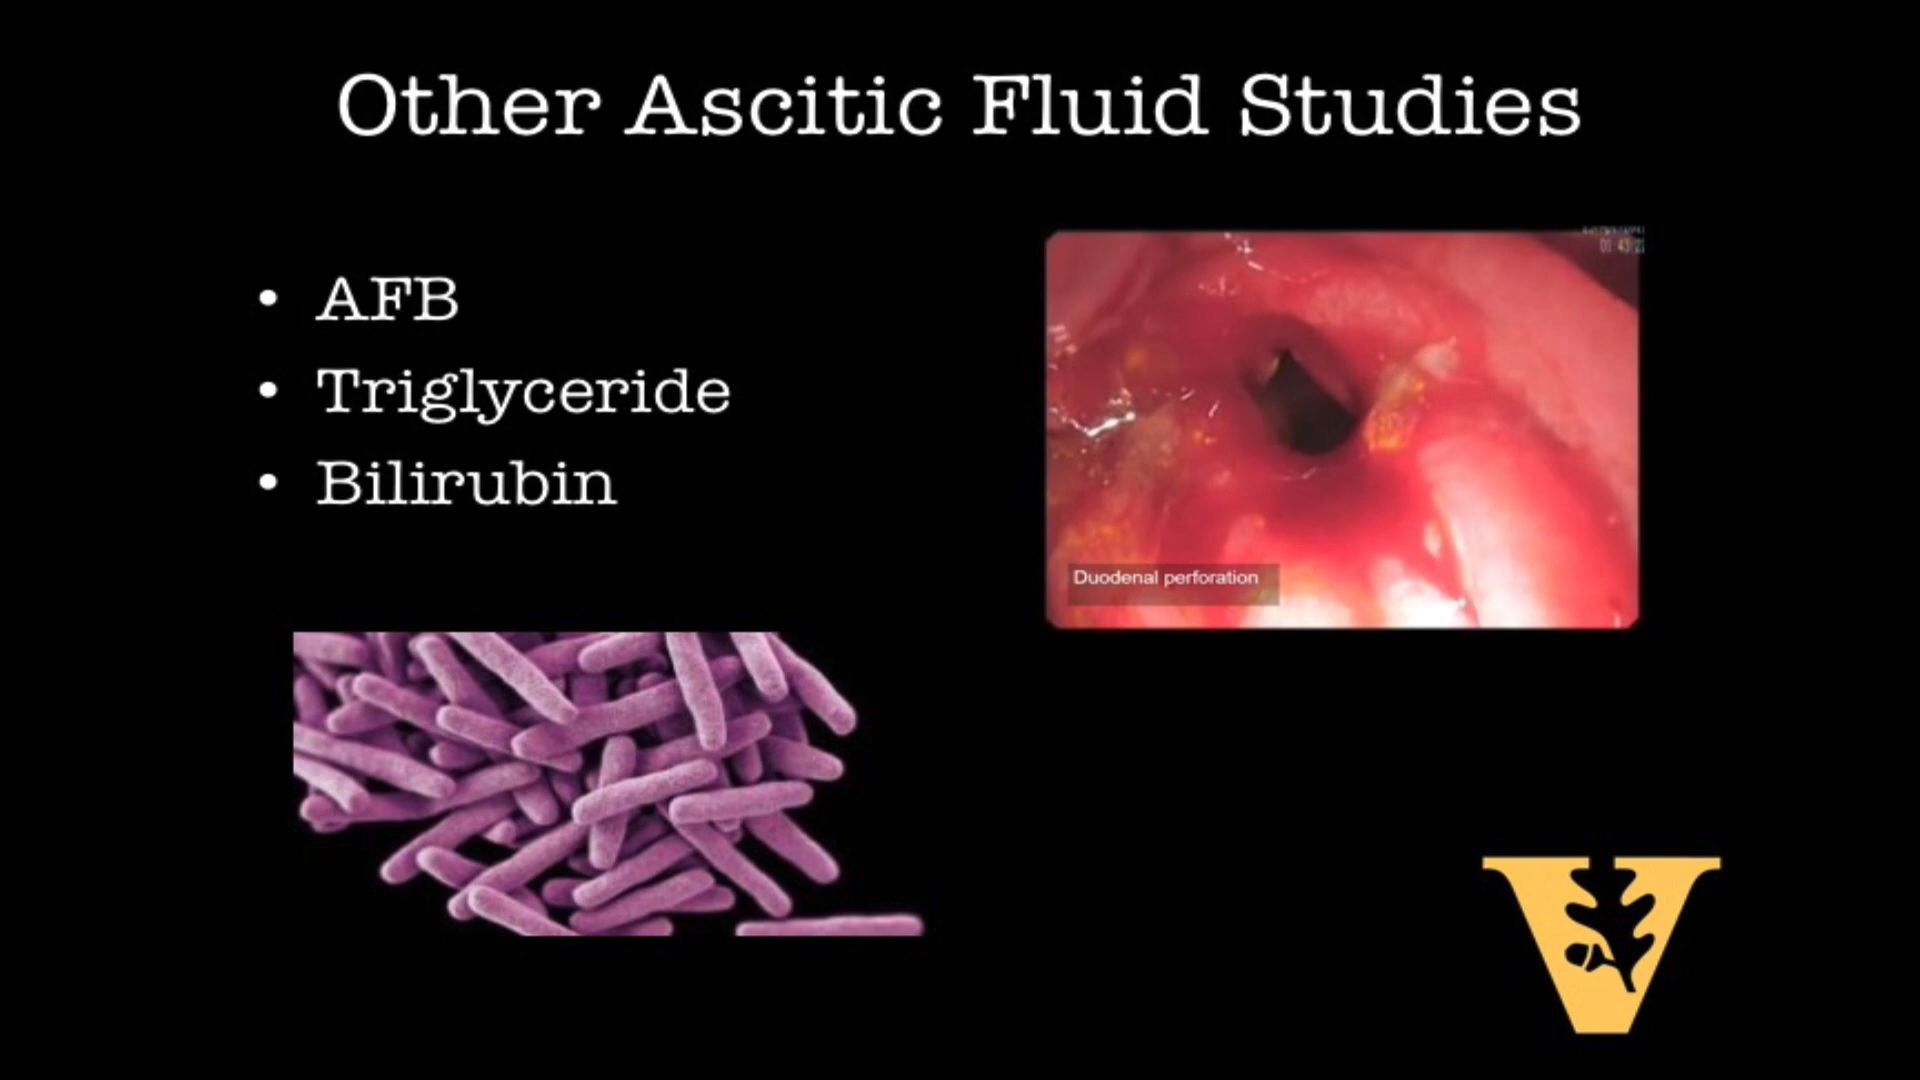 Other Ascitic Fluid Studies
• AFB
• Triglyceride
• Bilirubin
Duodenal perforation